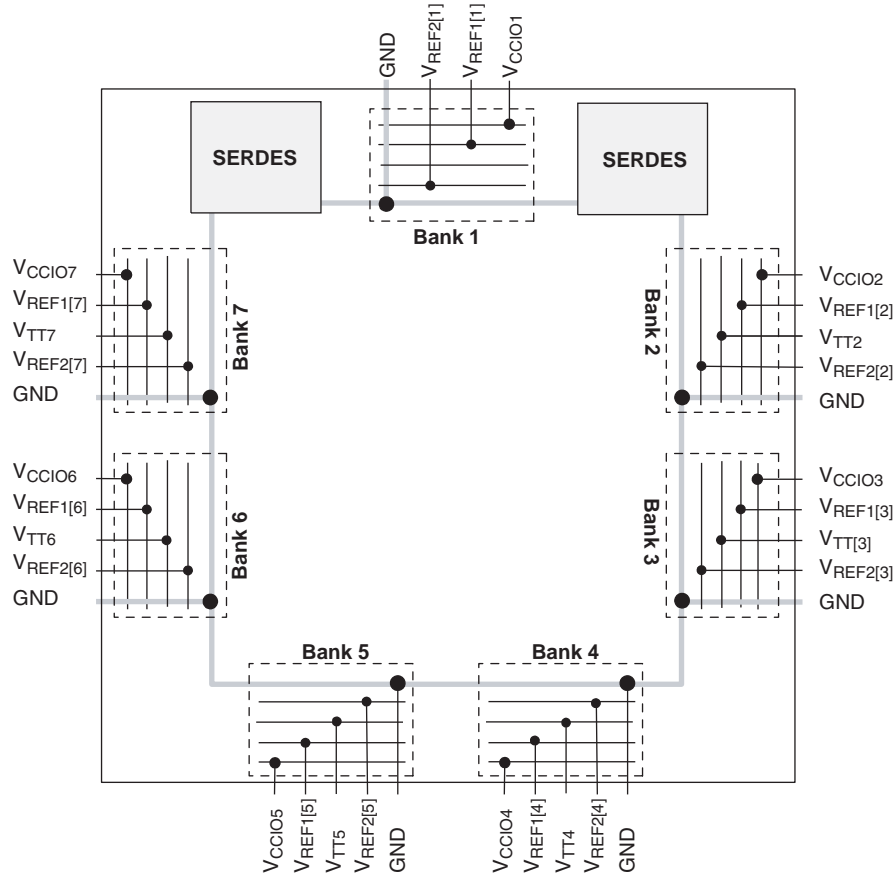 GND
VREF2[1]
VREF1[1]
VCCIO1
SERDES
SERDES
Bank 1
VCCIO7
VREF1[7]
VTT7
VREF2[7]
GND
Bank 7
Bank 2
VCCIO2
VREF1[2]
VTT2
VREF2[2]
GND
VCCIO6
VREF1[6]
VTT6
VREF2[6]
GND
Bank 6
Bank 3
VCCIO3
VREF1[3]
VTT[3]
VREF2[3]
GND
Bank 5
Bank 4
VCCIO5
VREF1[5]
VTT5
VREF2[5]
GND
VCCIO4
VREF1[4]
VTT4
VREF2[4]
GND